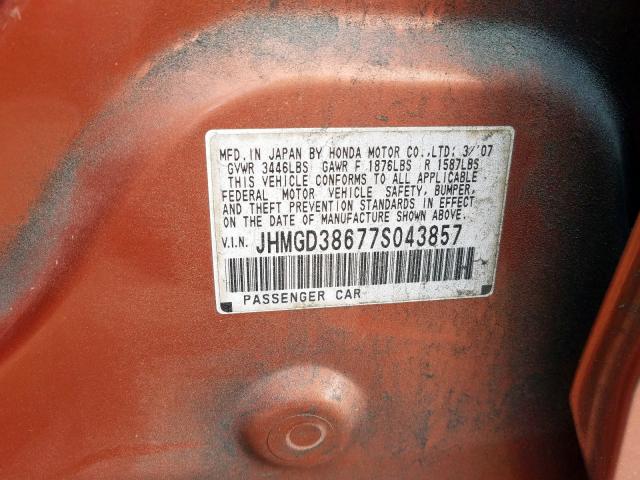 MFD. IN JAPAN BY HONDA MOTOR CO.,LTD: 3/'07
GVWR 3446LBS GAWR F 1876LBS R 1587LBS
THIS VEHICLE CONFORMS TO ALL APPLICABLE
FEDERAL MOTOR VEHICLE SAFETY, BUMPER,
AND THEFT PREVENTION STANDARDS IN EFFECT
ON THE DATE OF MANUFACTURE SHOWN ABOVE.
V.I.N. JHMGD38677S043857
PASSENGER CAR